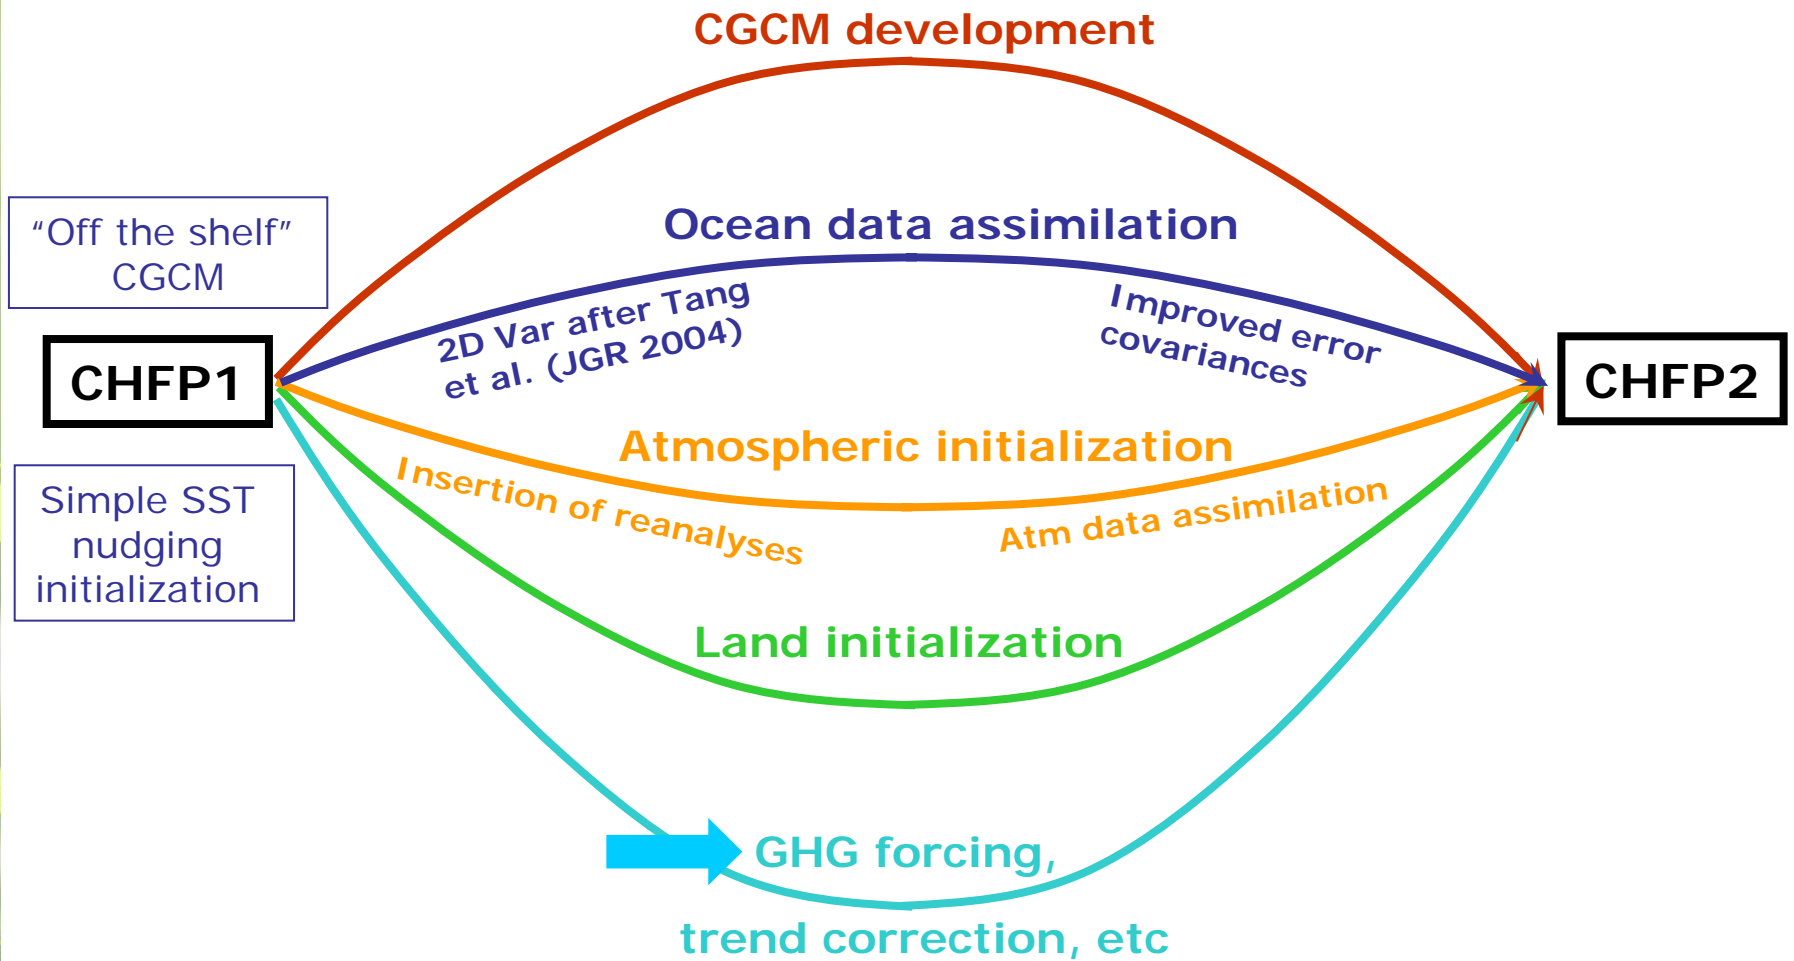 CGCM development
“Off the shelf”
CGCM
Ocean data assimilation
2D Var after Tang
et al. (JGR 2004)
Improved error
covariances
CHFP1
CHFP2
Atmospheric initialization
Insertion of reanalyses
Atm data assimilation
Simple SST
nudging
initialization
Land initialization
GHG forcing,
trend correction, etc